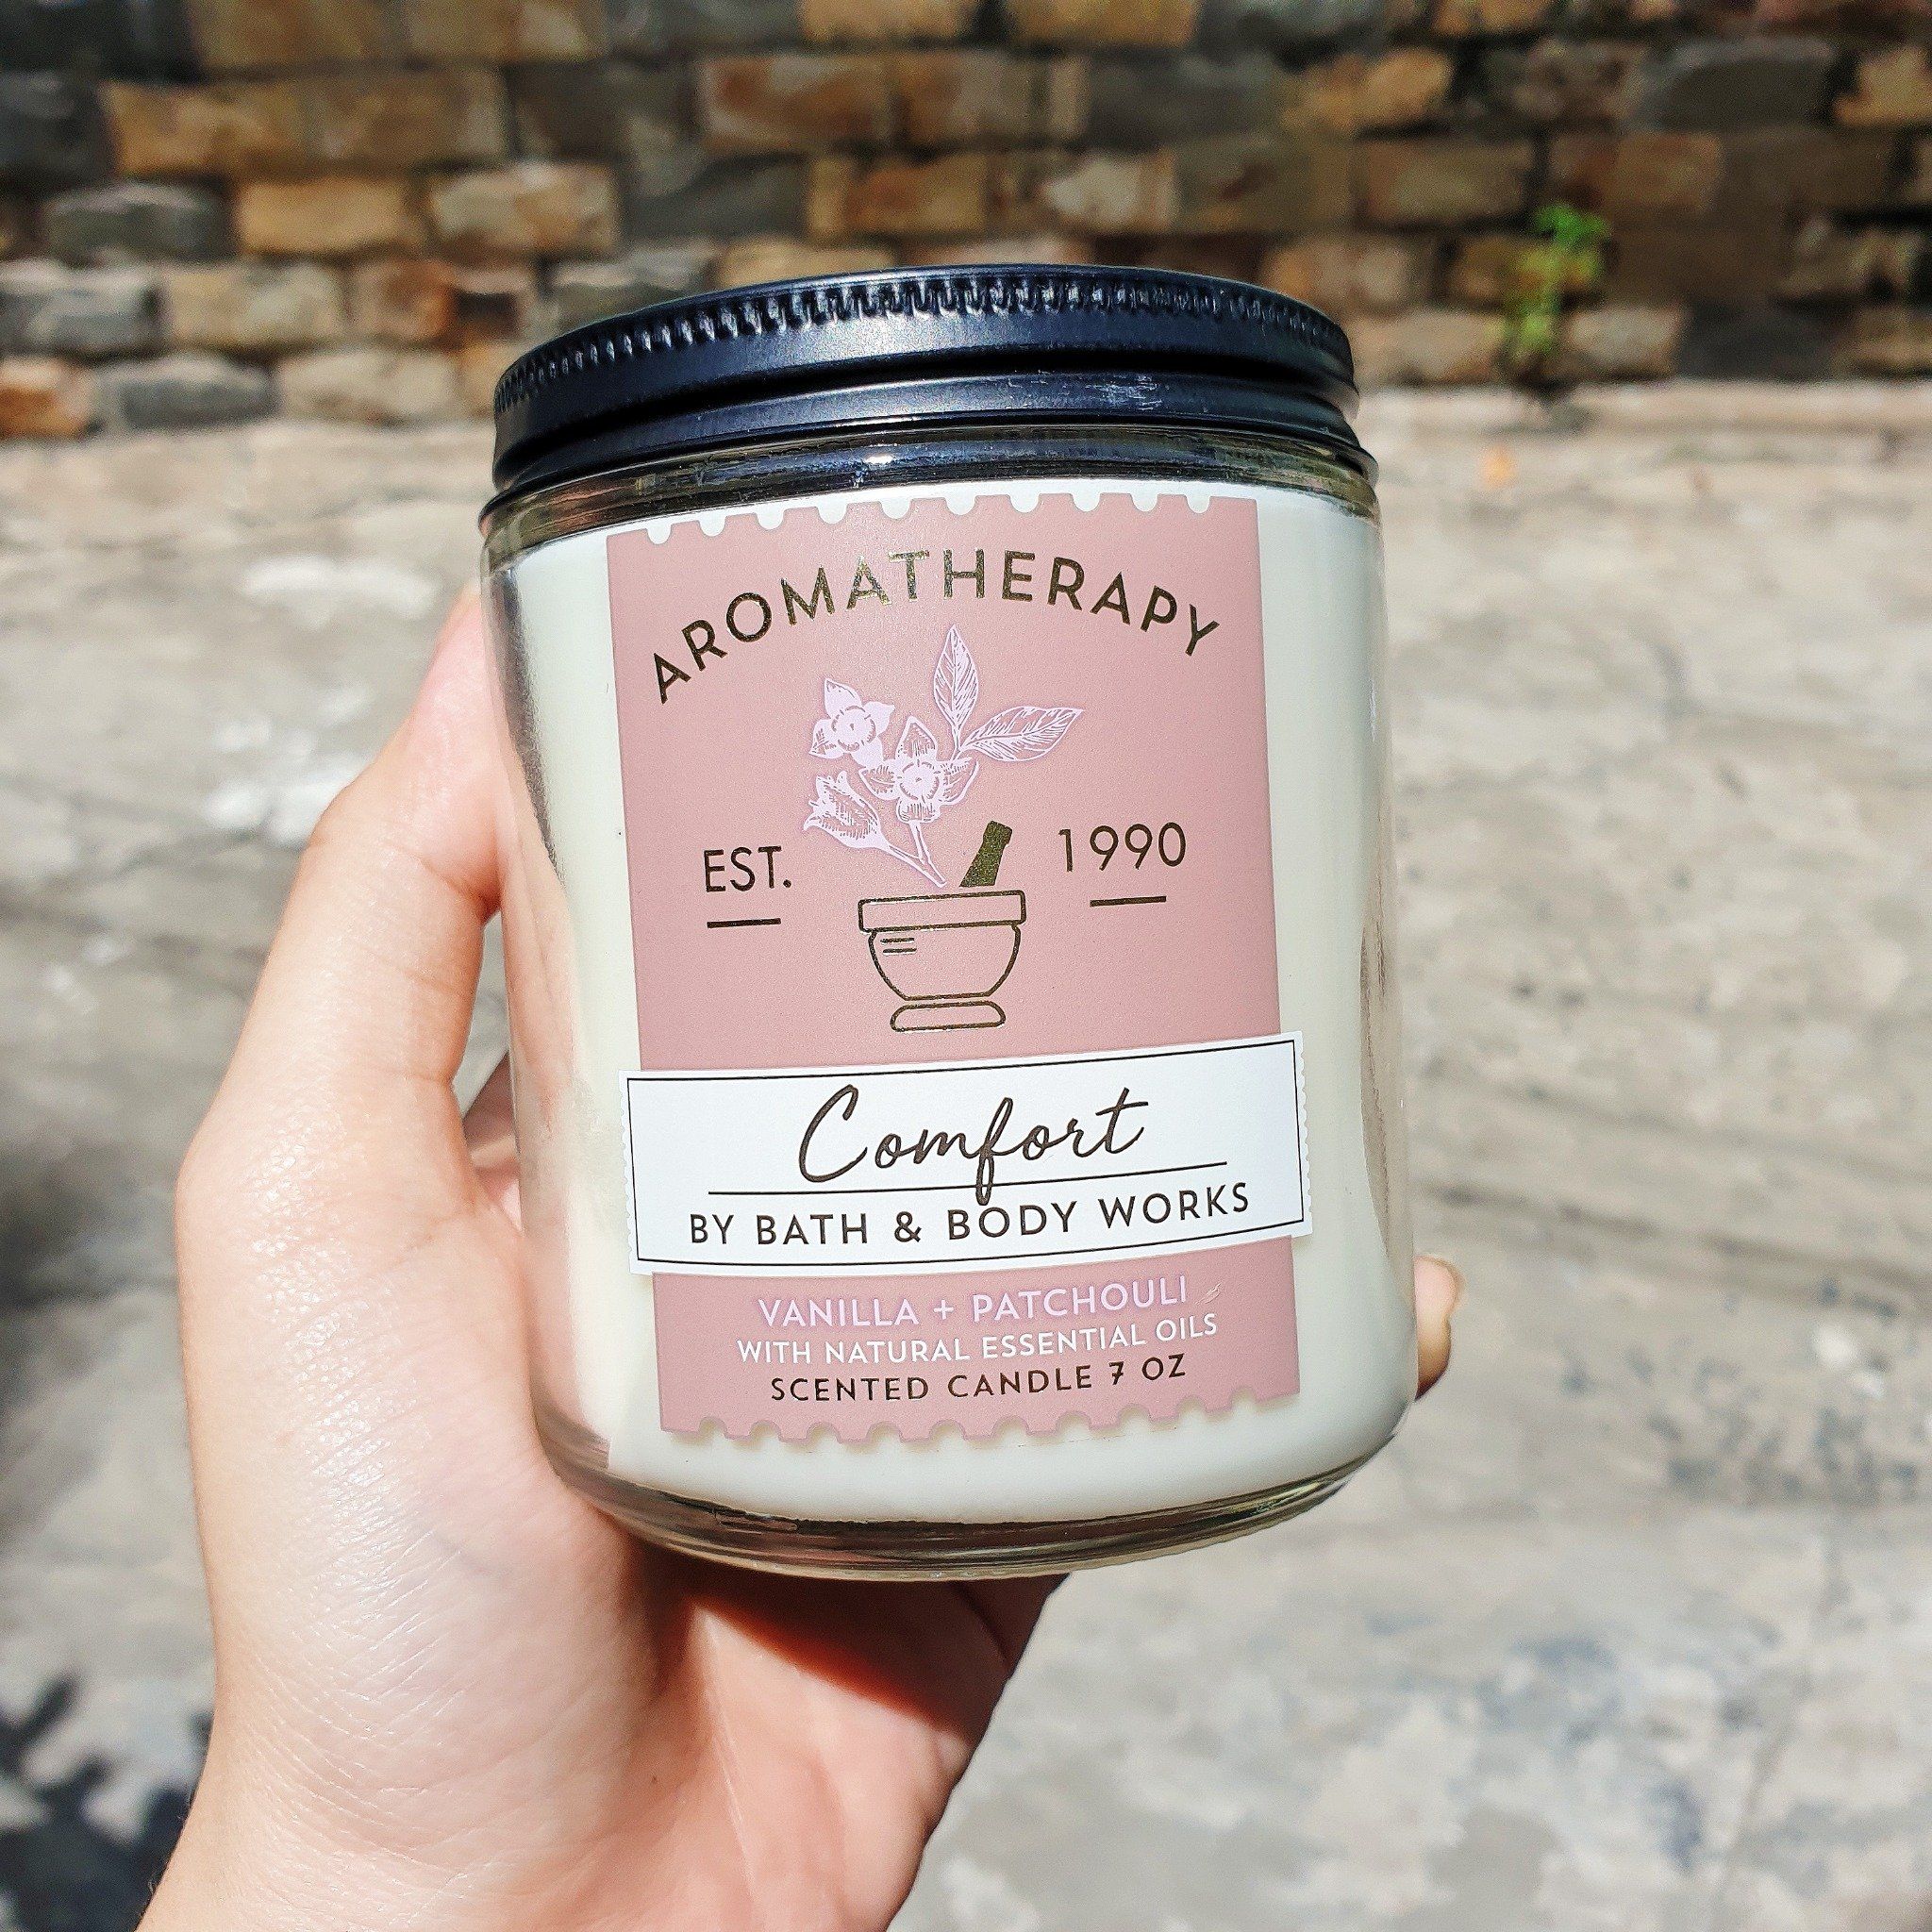 AROMATHERAPY
EST. 1990
Comfort
BY BATH & BODY WORKS
VANILLA + PATCHOULI
WITH NATURAL ESSENTIAL OILS
SCENTED CANDLE 7 OZ